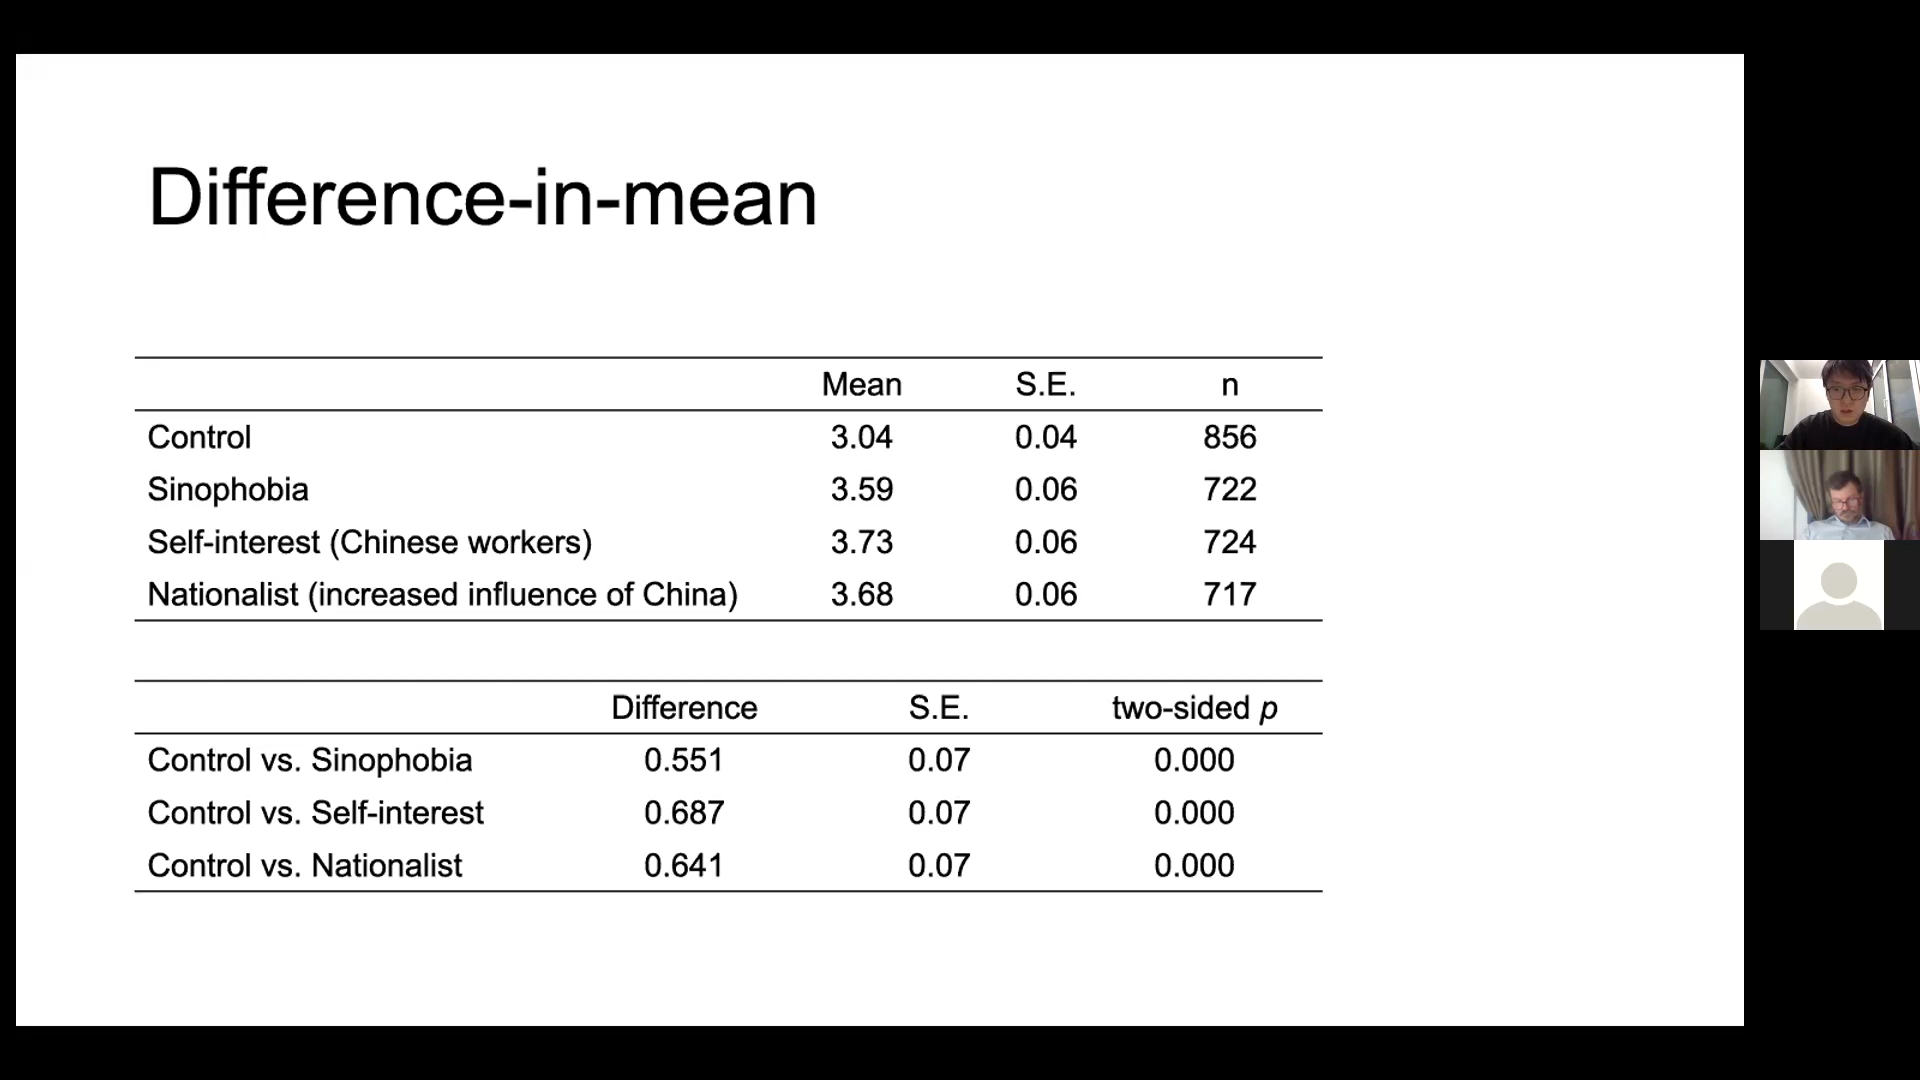 Difference-in-mean
Mean S.E. n
Control 3.04 0.04 856
Sinophobia 3.59 0.06 722
Self-interest (Chinese workers) 3.73 0.06 724
Nationalist (increased influence of China) 3.68 0.06 717
Difference S.E. two-sided p
Control vs. Sinophobia 0.551 0.07 0.000
Control vs. Self-interest 0.687 0.07 0.000
Control vs. Nationalist 0.641 0.07 0.000